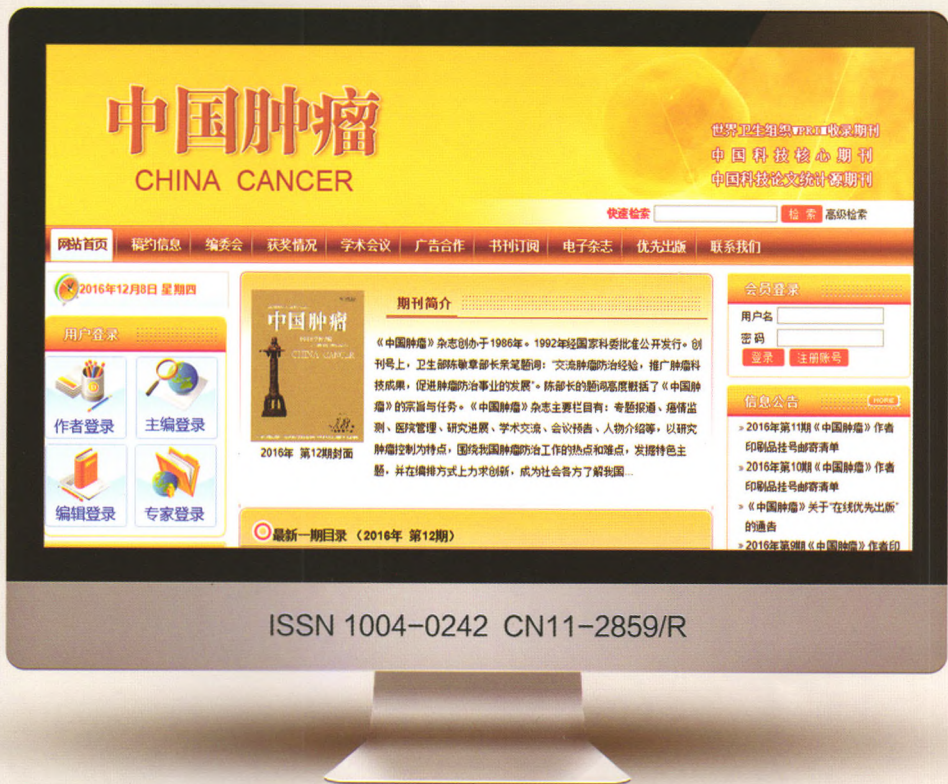 中国肿瘤
CHINA CANCER
世界卫生组织WPRIM收录期刊
中国科技核心期刊
中国科技论文统计源期刊
快速检索 检索 高级检索
网站首页 稿约信息 编委会 获奖情况 学术会议 广告合作 书刊订阅 电子杂志 优先出版 联系我们
2016年12月8日 星期四
用户登录
作者登录 主编登录
编辑登录 专家登录
中国肿瘤
CHINA CANCER
2016年 第12期封面
期刊简介
《中国肿瘤》杂志创办于1986年。1992年经国家科委批准公开发行。创
刊号上，卫生部陈敏章部长亲笔题词：“交流肿瘤防治经验，推广肿瘤科
技成果，促进肿瘤防治事业的发展”。陈部长的题词高度概括了《中国肿
瘤》的宗旨与任务。《中国肿瘤》杂志主要栏目有：专题报道、癌情监
测、医院管理、研究进展、学术交流、会议预告、人物介绍等，以研究
肿瘤控制为特点，围绕我国肿瘤防治工作的热点和难点，发掘特色主
题，并在编排方式上力求创新，成为社会各方了解我国...
最新一期目录 （2016年 第12期）
会员登录
用户名
密码
登录 注册账号
信息公告 HOME
» 2016年第11期《中国肿瘤》作者
印刷品挂号邮寄清单
» 2016年第10期《中国肿瘤》作者
印刷品挂号邮寄清单
» 《中国肿瘤》关于“在线优先出版”
的通告
» 2016年第9期《中国肿瘤》作者印
ISSN 1004-0242 CN11-2859/R